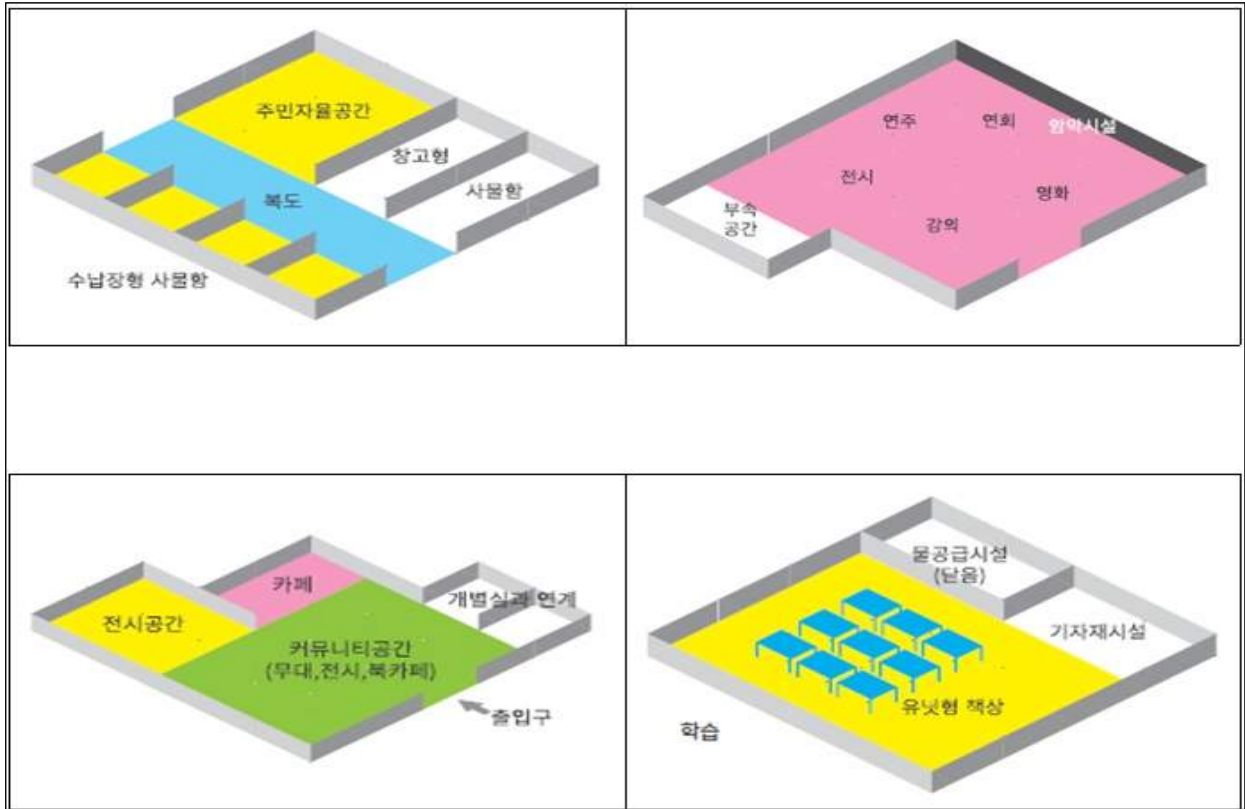 주민자율공간
창고형
사물함
복도
수납장형 사물함
연주
연회
음악시설
전시
영화
부속
공간
강의
카페
개별실과 연계
전시공간
커뮤니티공간
(무대,전시,북카페)
출입구
물공급시설
(닫음)
기자재시설
유닛형 책상
학습